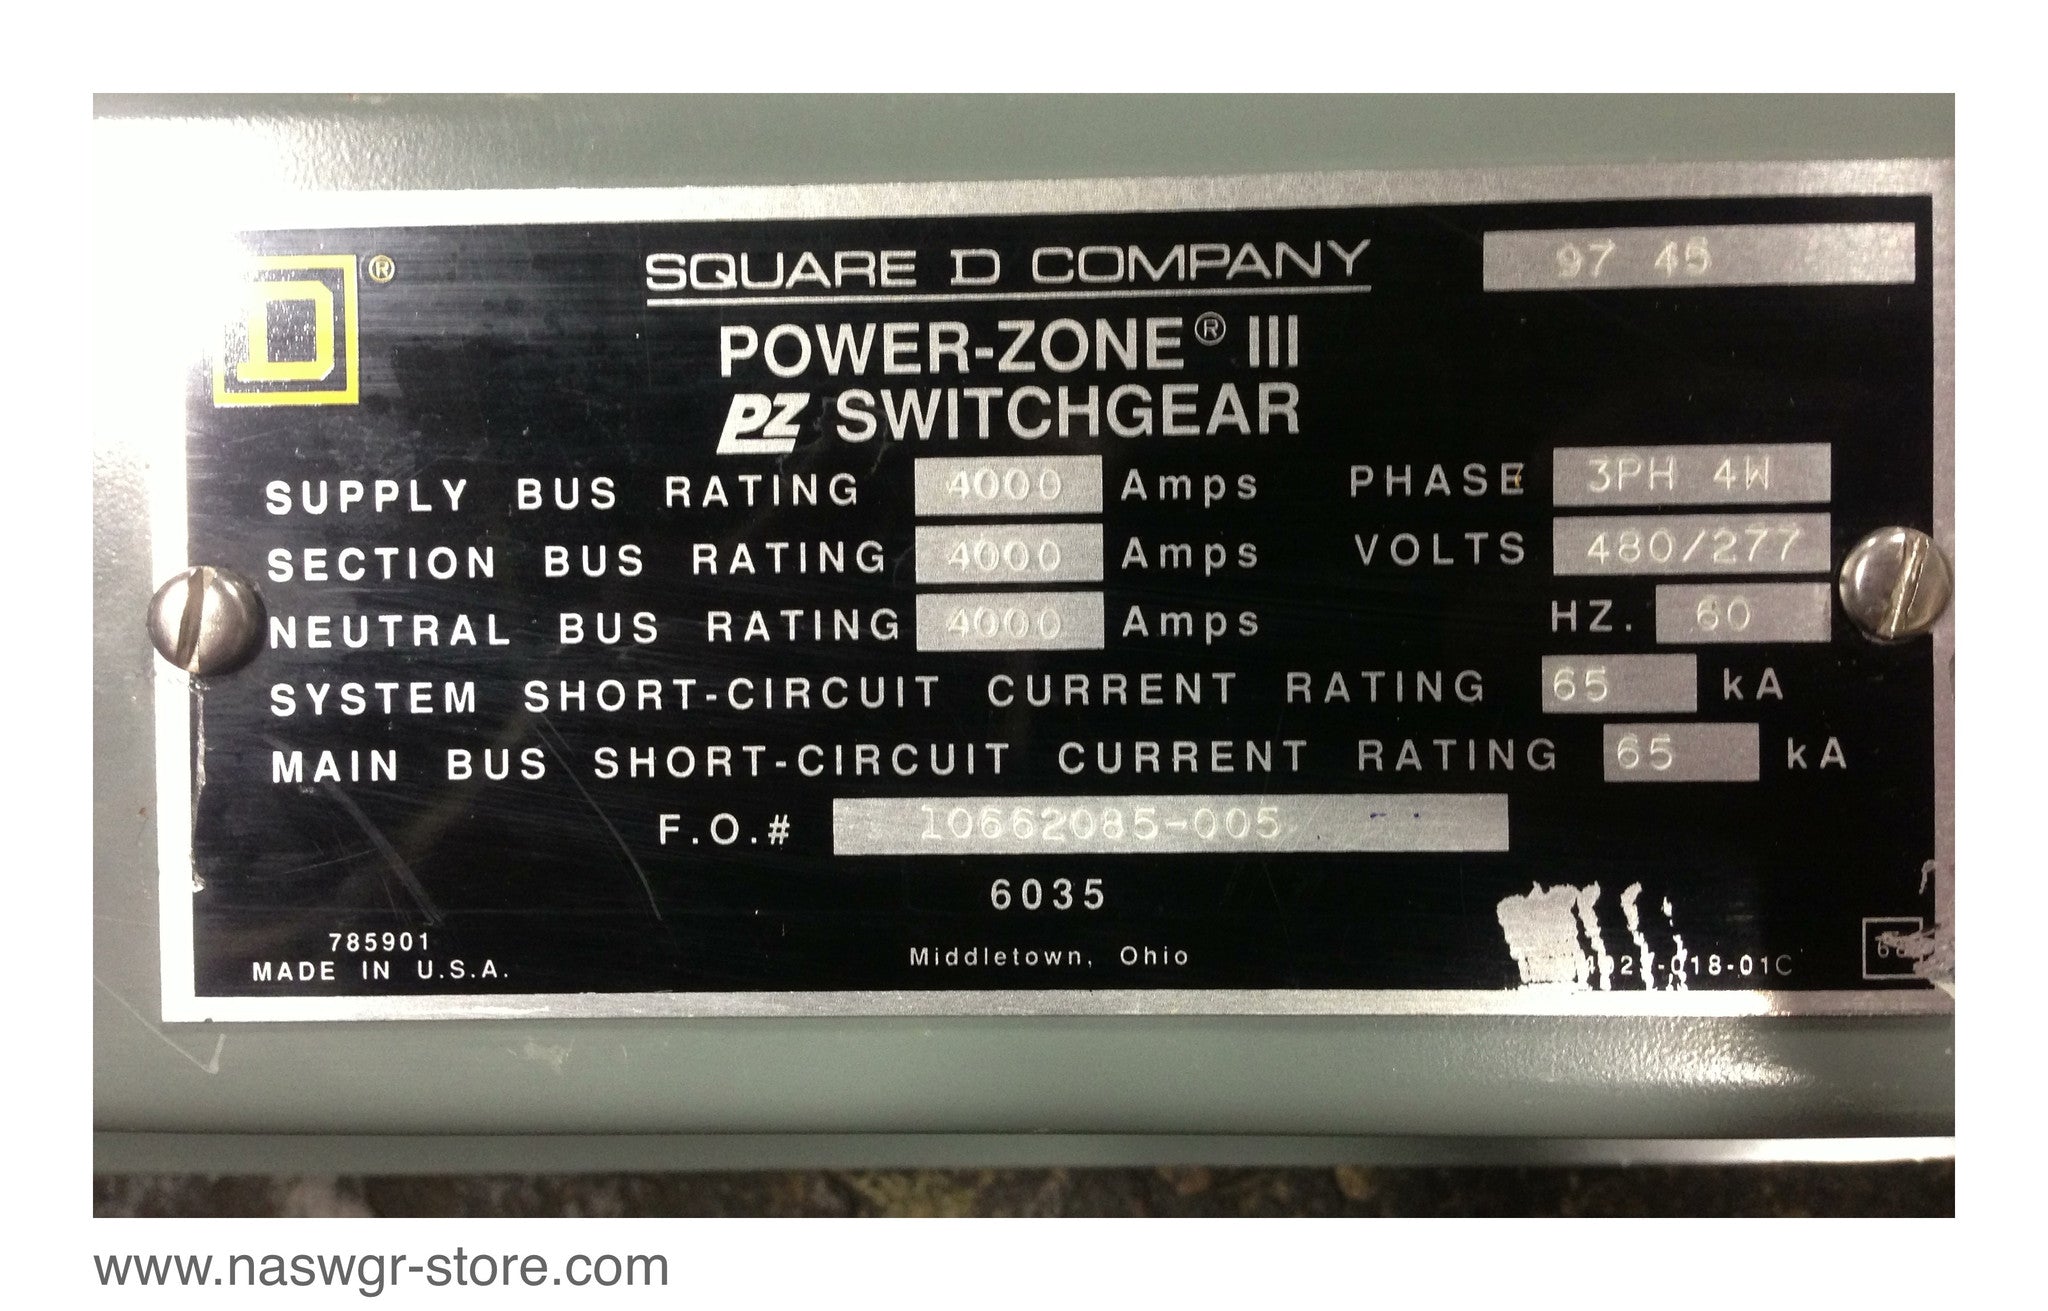 D ®
SQUARE D COMPANY
97 45
POWER-ZONE® III
PZ SWITCHGEAR
SUPPLY BUS RATING 4000 Amps PHASE 3PH 4W
SECTION BUS RATING 4000 Amps VOLTS 480/277
NEUTRAL BUS RATING 4000 Amps HZ. 60
SYSTEM SHORT-CIRCUIT CURRENT RATING 65 kA
MAIN BUS SHORT-CIRCUIT CURRENT RATING 65 kA
F.O.# 10662085-005
6035
785901
MADE IN U.S.A.
Middletown, Ohio
www.naswgr-store.com